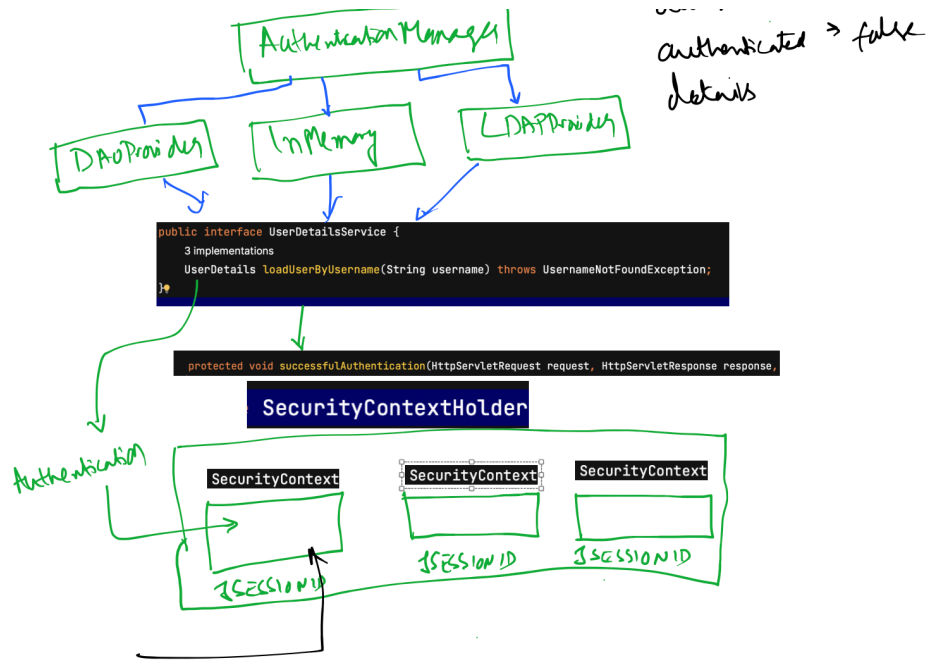 AuthenticationManager
authenticated → false
details
DAOProvider
InMemory
LDAPProvider
public interface UserDetailsService {
3 implementations
UserDetails loadUserByUsername(String username) throws UsernameNotFoundException;
}
protected void successfulAuthentication(HttpServletRequest request, HttpServletResponse response,
SecurityContextHolder
Authentication
SecurityContext
SecurityContext
SecurityContext
JSESSIONID
JSESSIONID
JSESSIONID